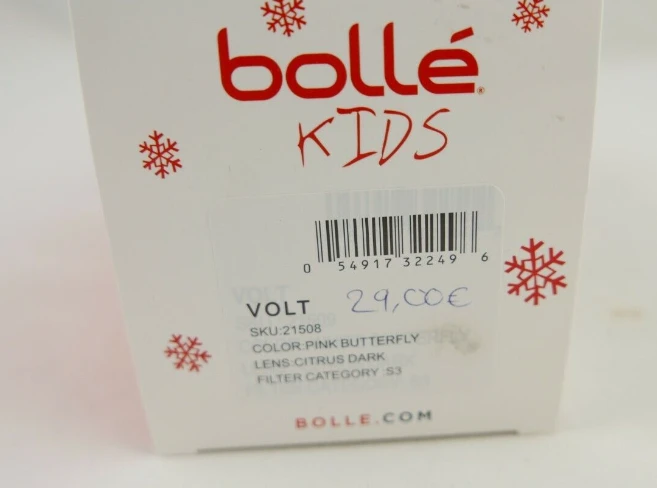 bollé
KIDS
0 54917 32249 6
VOLT 29,00€
SKU:21508
COLOR:PINK BUTTERFLY
LENS:CITRUS DARK
FILTER CATEGORY :S3
BOLLE.COM